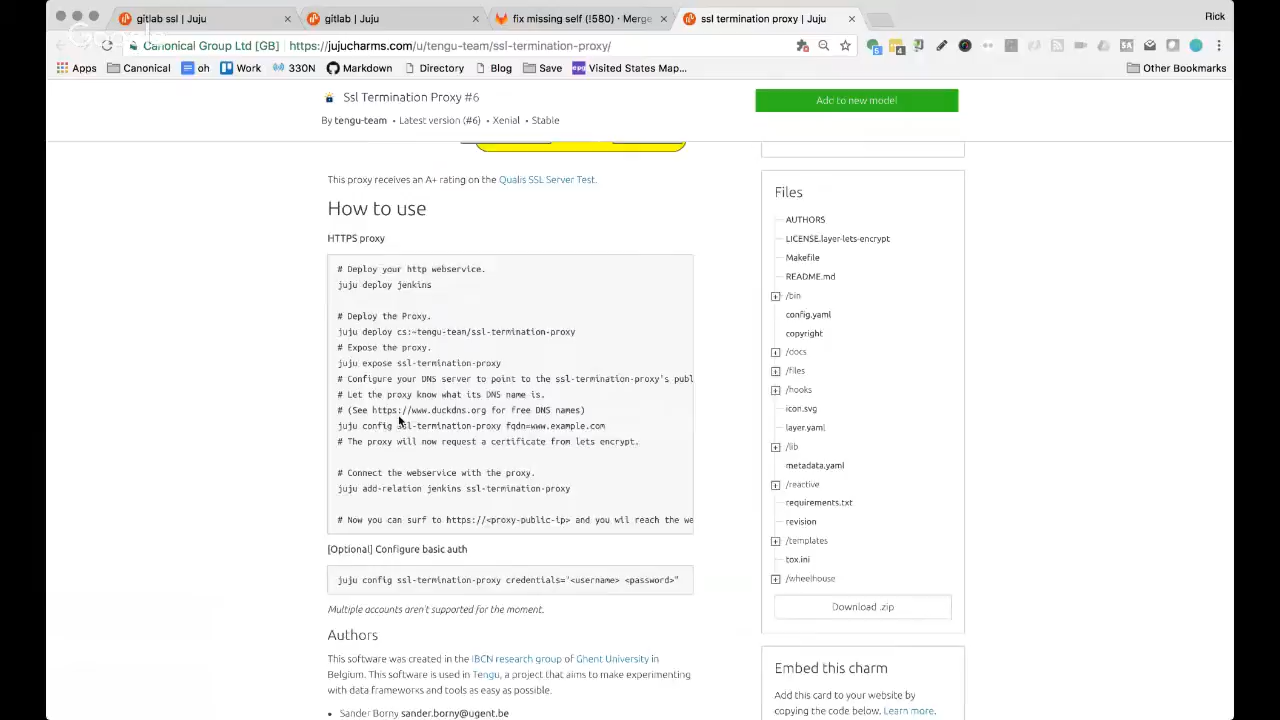 gitlab ssl | Juju
gitlab | Juju
fix missing self (!580) · Merge
ssl termination proxy | Juju
Rick
Google
Canonical Group Ltd [GB]
https://jujucharms.com/u/tengu-team/ssl-termination-proxy/
Apps
Canonical
oh
Work
330N
Markdown
Directory
Blog
Save
Visited States Map...
Other Bookmarks
Ssl Termination Proxy #6
Add to new model
By tengu-team • Latest version (#6) • Xenial • Stable
This proxy receives an A+ rating on the Qualis SSL Server Test.
How to use
HTTPS proxy
# Deploy your http webservice.
juju deploy jenkins
# Deploy the Proxy.
juju deploy cs:~tengu-team/ssl-termination-proxy
# Expose the proxy.
juju expose ssl-termination-proxy
# Configure your DNS server to point to the ssl-termination-proxy's publ
# Let the proxy know what its DNS name is.
# (See https://www.duckdns.org for free DNS names)
juju config ssl-termination-proxy fqdn=www.example.com
# The proxy will now request a certificate from lets encrypt.
# Connect the webservice with the proxy.
juju add-relation jenkins ssl-termination-proxy
# Now you can surf to https://<proxy-public-ip> and you wil reach the we
[Optional] Configure basic auth
juju config ssl-termination-proxy credentials="<username> <password>"
Multiple accounts aren't supported for the moment.
Authors
This software was created in the IBCN research group of Ghent University in
Belgium. This software is used in Tengu, a project that aims to make experimenting
with data frameworks and tools as easy as possible.
• Sander Borny sander.borny@ugent.be
Files
AUTHORS
LICENSE.layer-lets-encrypt
Makefile
README.md
/bin
config.yaml
copyright
/docs
/files
/hooks
icon.svg
layer.yaml
/lib
metadata.yaml
/reactive
requirements.txt
revision
/templates
tox.ini
/wheelhouse
Download .zip
Embed this charm
Add this card to your website by
copying the code below. Learn more.